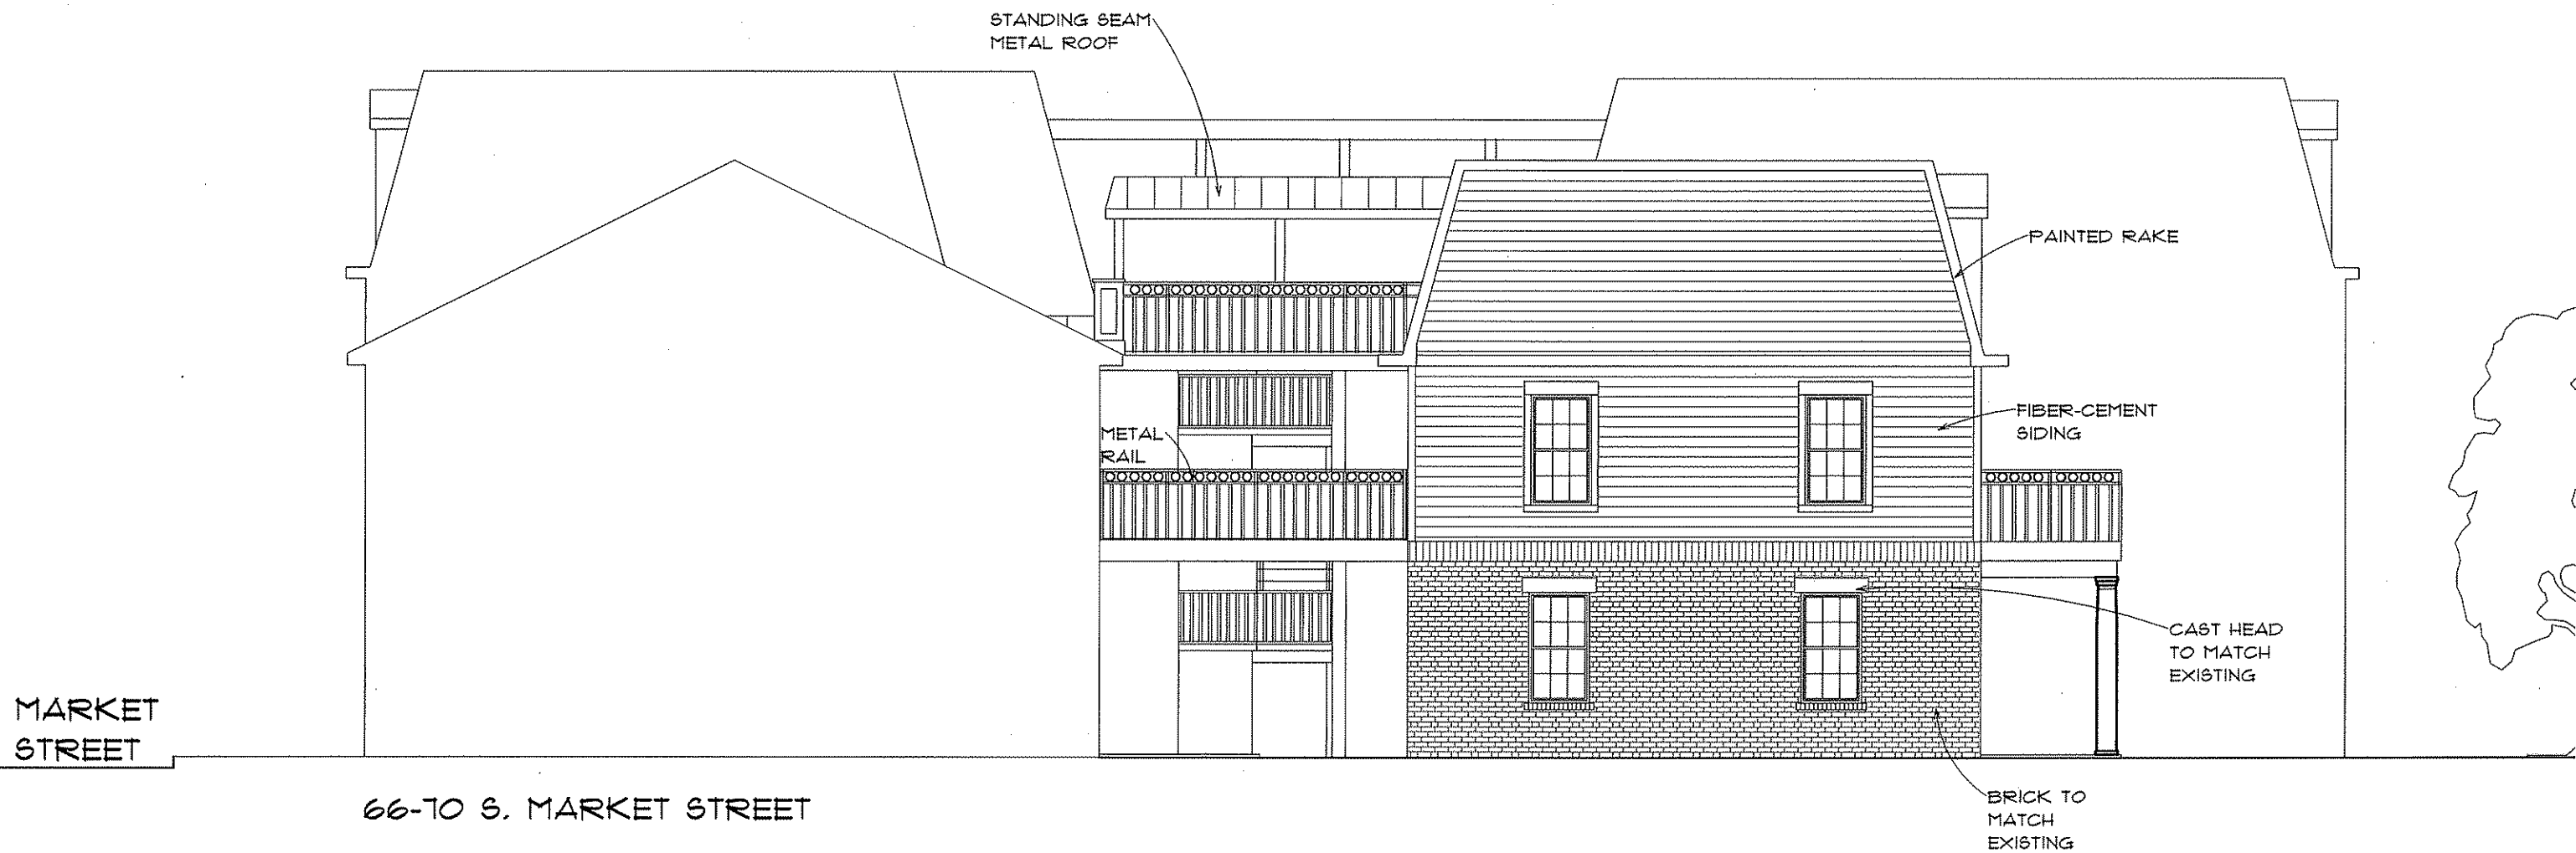 STANDING SEAM
METAL ROOF
PAINTED RAKE
FIBER-CEMENT
SIDING
METAL
RAIL
CAST HEAD
TO MATCH
EXISTING
MARKET
STREET
66-70 S. MARKET STREET
BRICK TO
MATCH
EXISTING